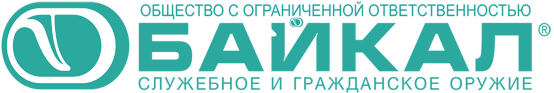 ОБЩЕСТВО С ОГРАНИЧЕННОЙ ОТВЕТСТВЕННОСТЬЮ
БАЙКАЛ®
СЛУЖЕБНОЕ И ГРАЖДАНСКОЕ ОРУЖИЕ